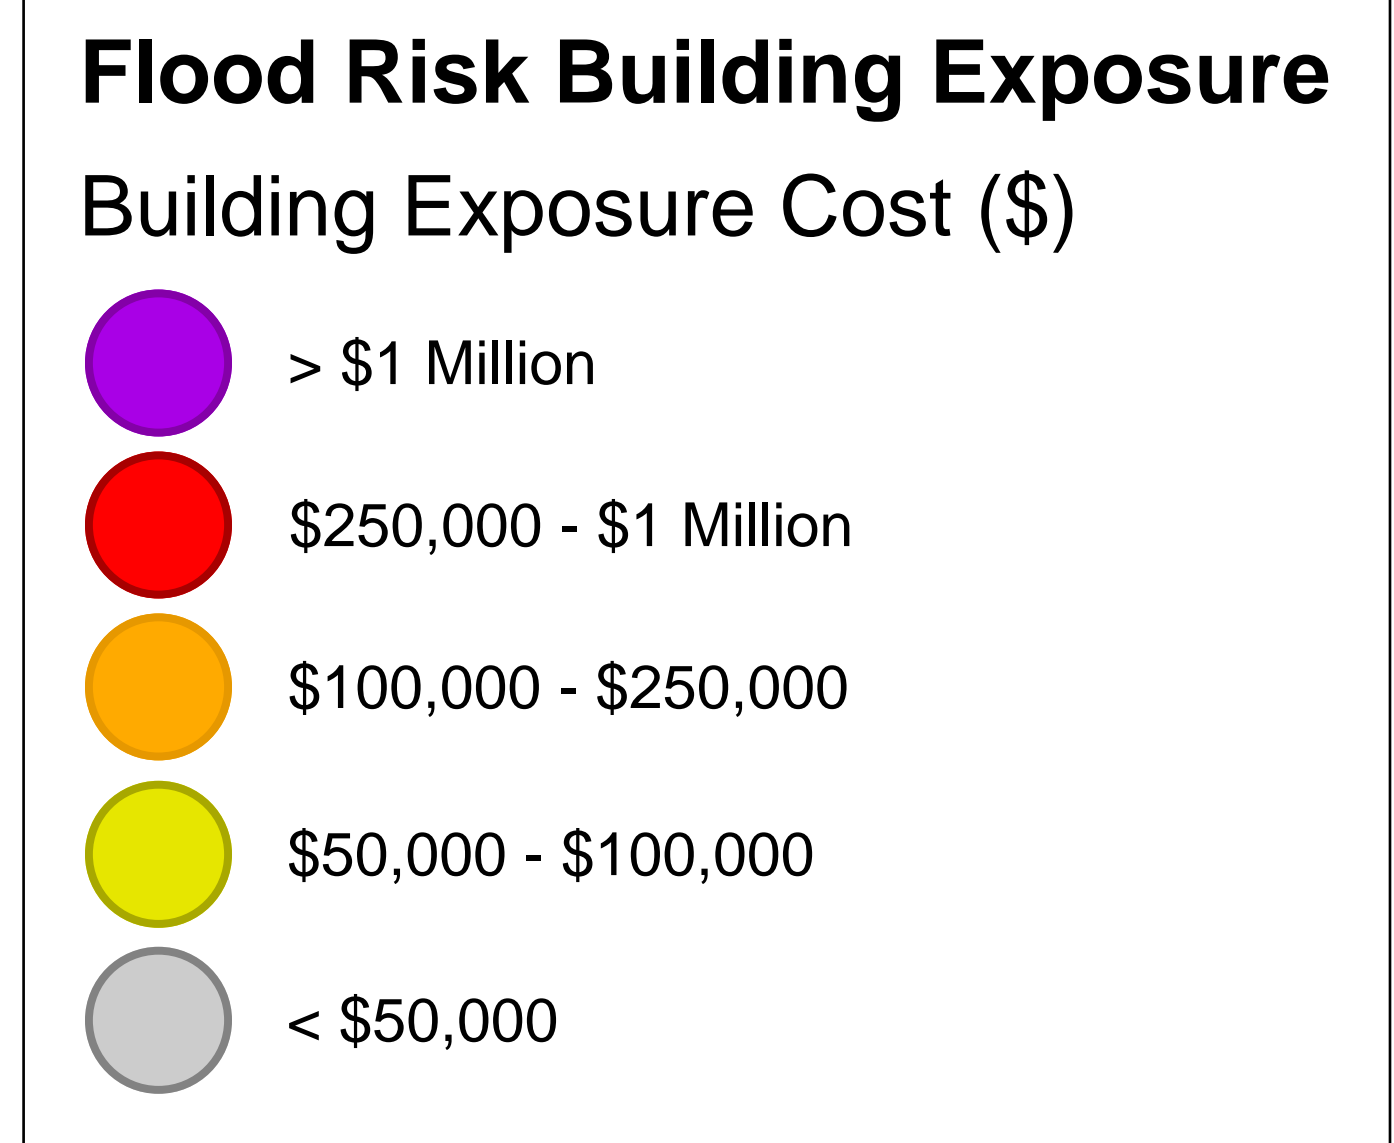 Flood Risk Building Exposure
Building Exposure Cost ($)
> $1 Million
$250,000 - $1 Million
$100,000 - $250,000
$50,000 - $100,000
< $50,000